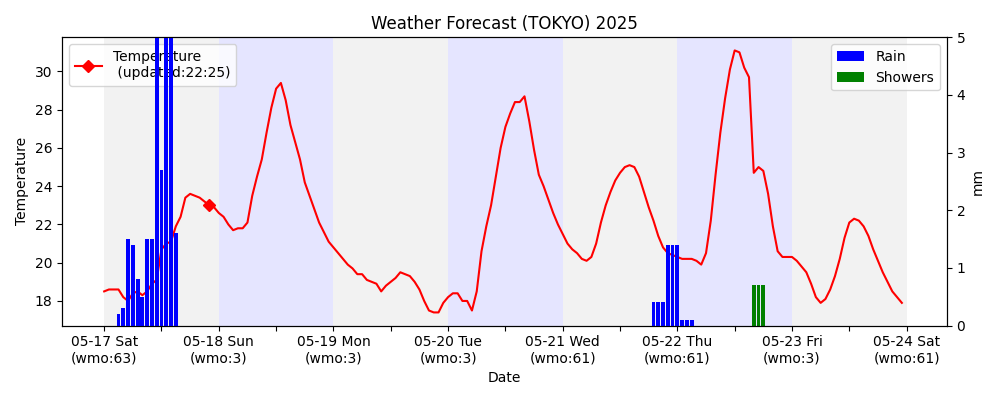 Weather Forecast (TOKYO) 2025
Temperature
(updated:22:25)
Rain
Showers
30
28
26
24
22
20
18
Temperature
5
4
3
2
1
0
mm
05-17 Sat
(wmo:63)
05-18 Sun
(wmo:3)
05-19 Mon
(wmo:3)
05-20 Tue
(wmo:3)
05-21 Wed
(wmo:61)
05-22 Thu
(wmo:61)
05-23 Fri
(wmo:3)
05-24 Sat
(wmo:61)
Date